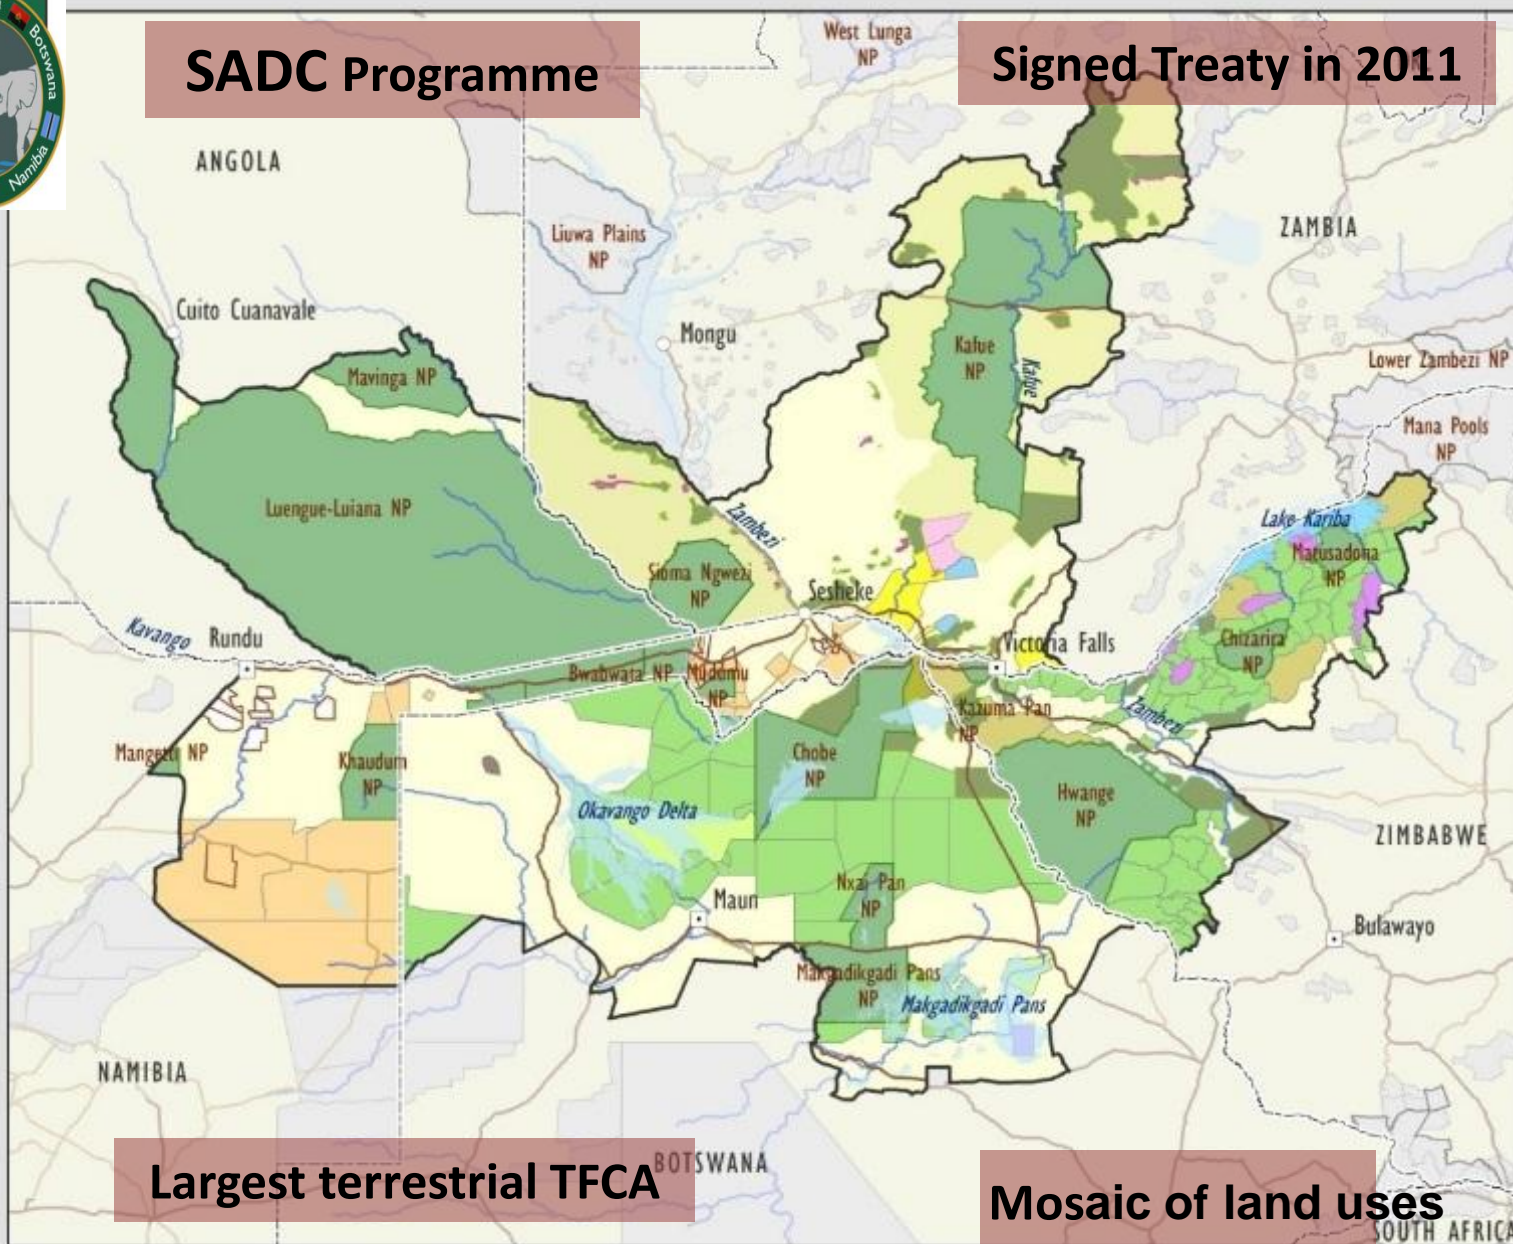 Botswana
Namibia
SADC Programme
West Lunga
NP
Signed Treaty in 2011
ANGOLA
Liuwa Plains
NP
ZAMBIA
Cuito Cuanavale
Mongu
Mavinga NP
Kafue
NP
Kafue
Lower Zambezi NP
Mana Pools
NP
Luengue-Luiana NP
Zambezi
Lake Kariba
Matusadona
NP
Sioma Ngwezi
NP
Sesheke
Kavango
Rundu
Victoria Falls
Chizarira
NP
Bwabwata NP
Mudumu
NP
Kazuma Pan
NP
Zambezi
Mangetti NP
Khaudum
NP
Chobe
NP
Hwange
NP
Okavango Delta
ZIMBABWE
Nxai Pan
NP
Maun
Bulawayo
Makgadikgadi Pans
NP
Makgadikgadi Pans
NAMIBIA
BOTSWANA
Largest terrestrial TFCA
Mosaic of land uses
SOUTH AFRICA